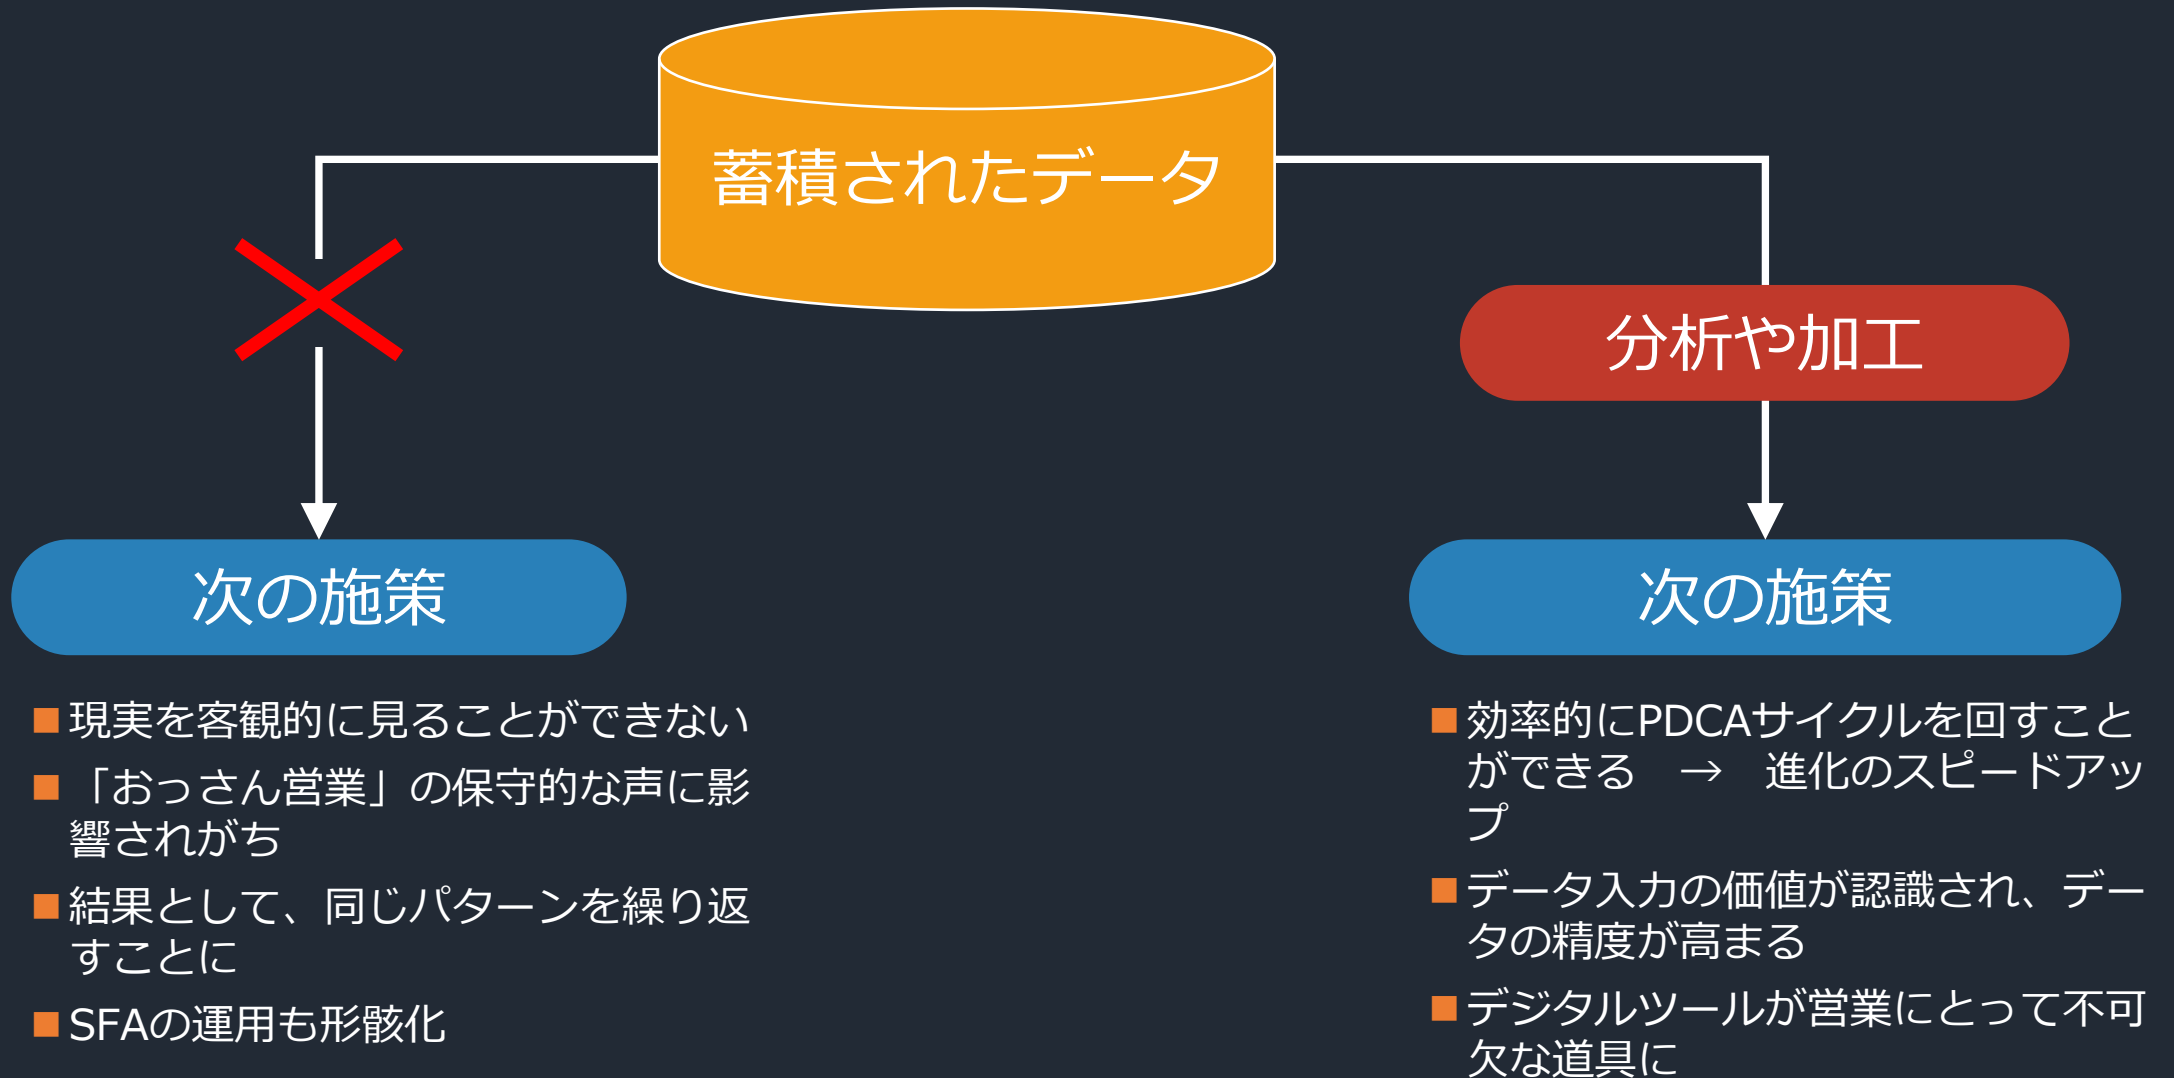 蓄積されたデータ
分析や加工
次の施策
次の施策
現実を客観的に見ることができない
「おっさん営業」の保守的な声に影
響されがち
結果として、同じパターンを繰り返
すことに
SFAの運用も形骸化
効率的にPDCAサイクルを回すこと
ができる　→　進化のスピードアッ
プ
データ入力の価値が認識され、デー
タの精度が高まる
デジタルツールが営業にとって不可
欠な道具に